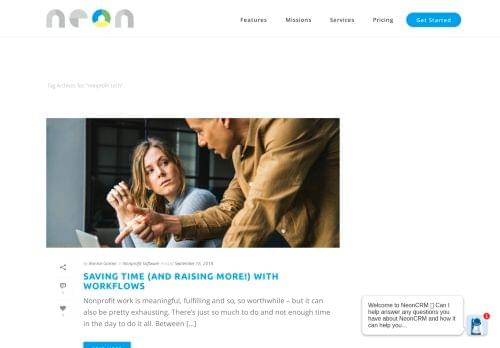 neon
Features Missions Services Pricing Get Started
Tag Archives for: "nonprofit tech"
in Nonprofit Software Posted September 18, 2018
SAVING TIME (AND RAISING MORE!) WITH
WORKFLOWS
Nonprofit work is meaningful, fulfilling and so, so worthwhile – but it can
also be pretty exhausting. There's just so much to do and not enough time
in the day to do it all. Between [...]
Welcome to NeonCRM 🛛 Can I
help answer any questions you
have about NeonCRM and how it
can help you...
1